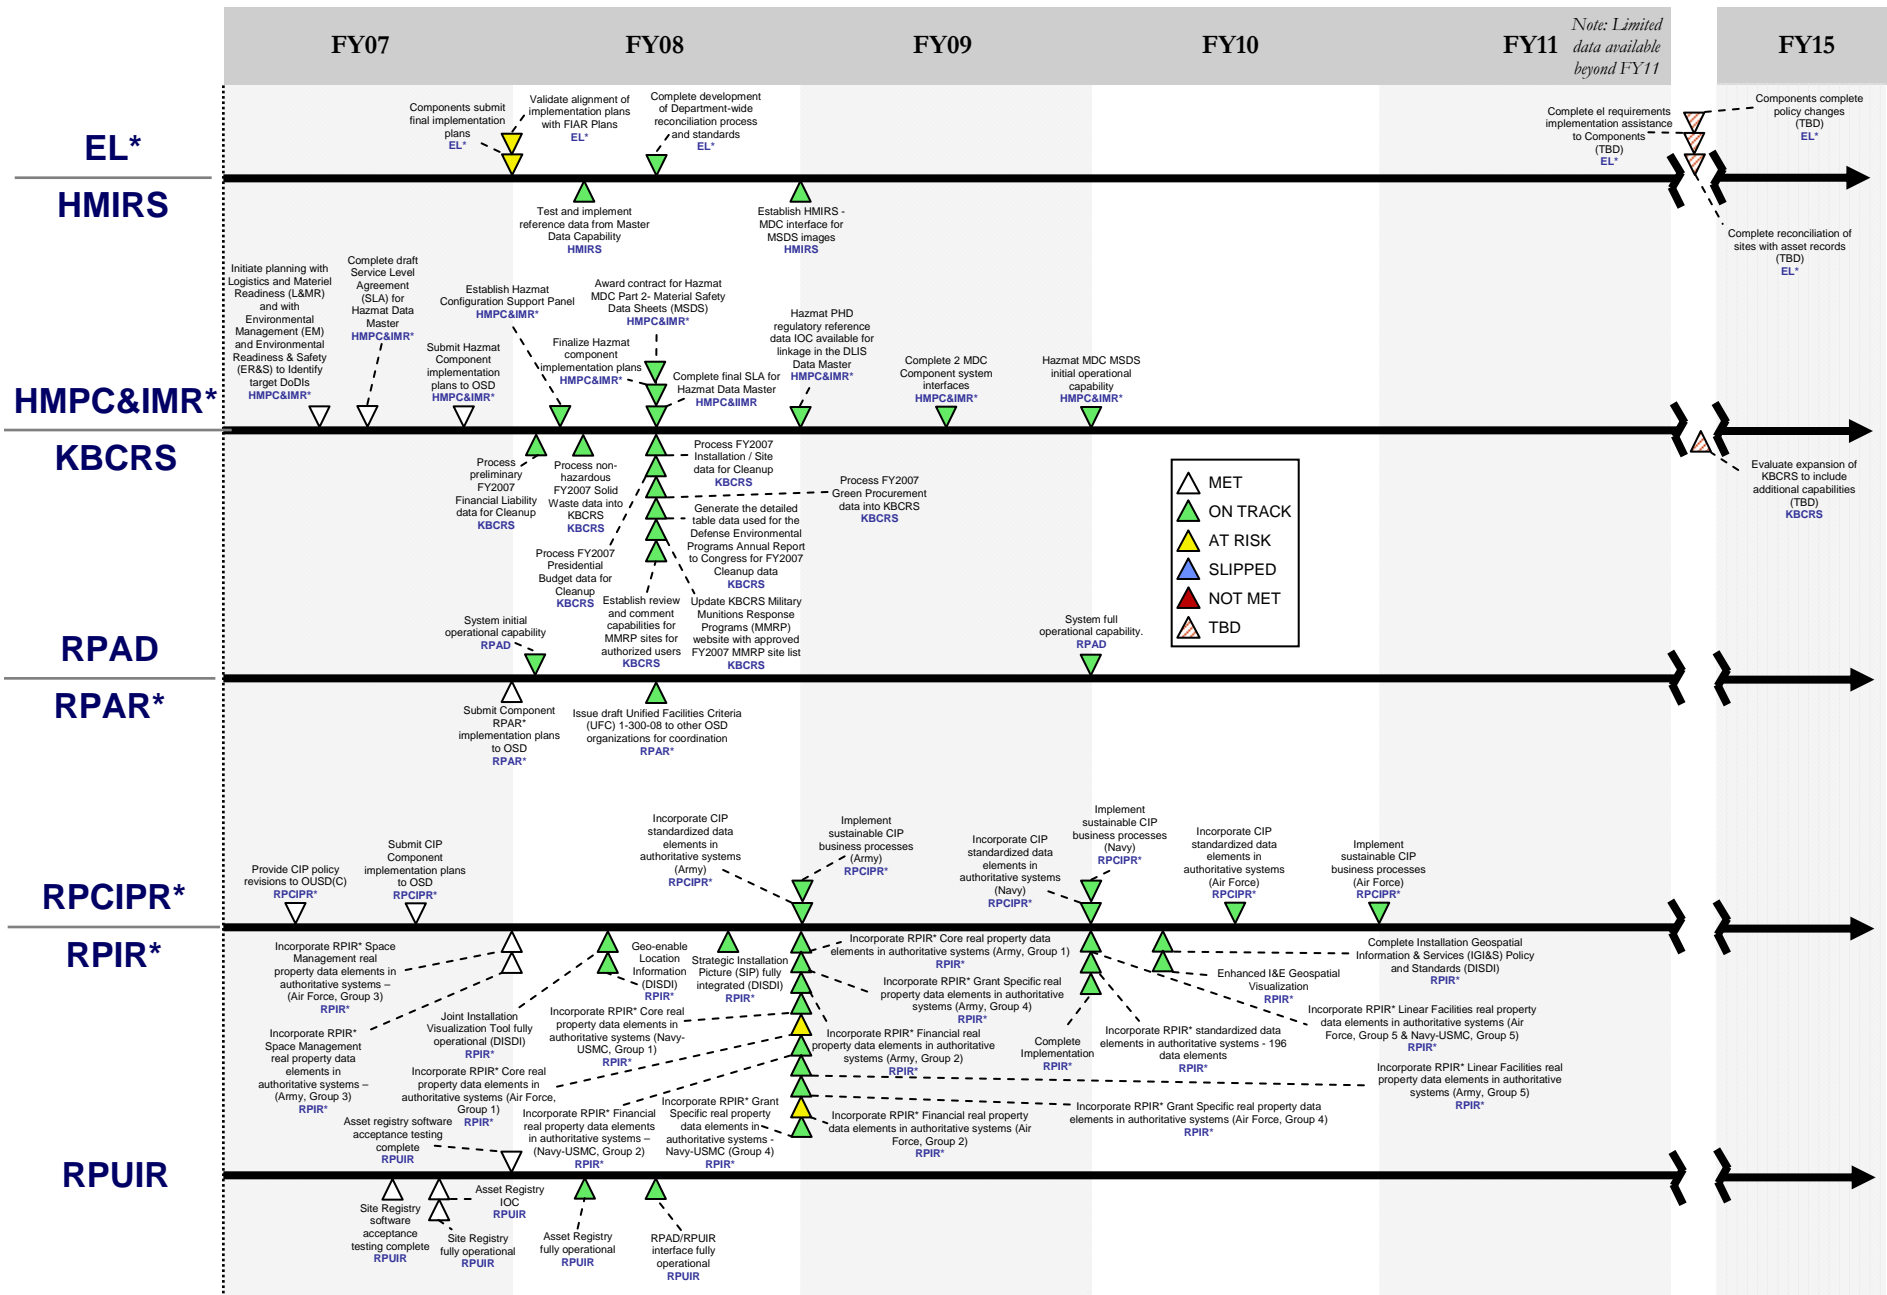 FY07
FY08
FY09
FY10
FY11
Note: Limited
data available
beyond FY11
FY15
EL*
Components submit
final implementation
plans
EL*
Validate alignment of
implementation plans
with FIAR Plans
EL*
Complete development
of Department-wide
reconciliation process
and standards
EL*
Complete el requirements
implementation assistance
to Components
(TBD)
EL*
Components complete
policy changes
(TBD)
EL*
Complete reconciliation of
sites with asset records
(TBD)
EL*
HMIRS
Test and implement
reference data from Master
Data Capability
HMIRS
Establish HMIRS -
MDC interface for
MSDS images
HMIRS
HMPC&IMR*
Initiate planning with
Logistics and Materiel
Readiness (L&MR)
and with
Environmental
Management (EM)
and Environmental
Readiness & Safety
(ER&S) to Identify
target DoDIs
HMPC&IMR*
Complete draft
Service Level
Agreement
(SLA) for
Hazmat Data
Master
HMPC&IMR*
Submit Hazmat
Component
implementation
plans to OSD
HMPC&IMR*
Establish Hazmat
Configuration Support Panel
HMPC&IMR*
Finalize Hazmat
component
implementation plans
HMPC&IMR*
Award contract for Hazmat
MDC Part 2- Material Safety
Data Sheets (MSDS)
HMPC&IMR*
Complete final SLA for
Hazmat Data Master
HMPC&IIMR
Hazmat PHD
regulatory reference
data IOC available for
linkage in the DLIS
Data Master
HMPC&IMR*
Complete 2 MDC
Component system
interfaces
HMPC&IMR*
Hazmat MDC MSDS
initial operational
capability
HMPC&IMR*
KBCRS
Process
preliminary
FY2007
Financial Liability
data for Cleanup
KBCRS
Process non-
hazardous
FY2007 Solid
Waste data into
KBCRS
KBCRS
Process FY2007
Installation / Site
data for Cleanup
KBCRS
Process FY2007
Green Procurement
data into KBCRS
KBCRS
Generate the detailed
table data used for the
Defense Environmental
Programs Annual Report
to Congress for FY2007
Cleanup data
KBCRS
Process FY2007
Presidential
Budget data for
Cleanup
KBCRS
Establish review
and comment
capabilities for
MMRP sites for
authorized users
KBCRS
Update KBCRS Military
Munitions Response
Programs (MMRP)
website with approved
FY2007 MMRP site list
KBCRS
Evaluate expansion of
KBCRS to include
additional capabilities
(TBD)
KBCRS
MET
ON TRACK
AT RISK
SLIPPED
NOT MET
TBD
RPAD
System initial
operational capability
RPAD
System full
operational capability.
RPAD
RPAR*
Submit Component
RPAR*
implementation plans
to OSD
RPAR*
Issue draft Unified Facilities Criteria
(UFC) 1-300-08 to other OSD
organizations for coordination
RPAR*
RPCIPR*
Provide CIP policy
revisions to OUSD(C)
RPCIPR*
Submit CIP
Component
implementation plans
to OSD
RPCIPR*
Incorporate CIP
standardized data
elements in
authoritative systems
(Army)
RPCIPR*
Implement
sustainable CIP
business processes
(Army)
RPCIPR*
Incorporate CIP
standardized data
elements in
authoritative systems
(Navy)
RPCIPR*
Implement
sustainable CIP
business processes
(Navy)
RPCIPR*
Incorporate CIP
standardized data
elements in
authoritative systems
(Air Force)
RPCIPR*
Implement
sustainable CIP
business processes
(Air Force)
RPCIPR*
RPIR*
Incorporate RPIR* Space
Management real
property data elements in
authoritative systems –
(Air Force, Group 3)
RPIR*
Incorporate RPIR*
Space Management
real property data
elements in
authoritative systems –
(Army, Group 3)
RPIR*
Joint Installation
Visualization Tool fully
operational (DISDI)
RPIR*
Geo-enable
Location
Information
(DISDI)
RPIR*
Strategic Installation
Picture (SIP) fully
integrated (DISDI)
RPIR*
Incorporate RPIR* Core real
property data elements in
authoritative systems (Navy-
USMC, Group 1)
RPIR*
Incorporate RPIR* Core real
property data elements in
authoritative systems (Air Force,
Group 1)
RPIR*
Incorporate RPIR* Financial
real property data elements
in authoritative systems –
(Navy-USMC, Group 2)
RPIR*
Incorporate RPIR* Grant
Specific real property
data elements in
authoritative systems -
Navy-USMC (Group 4)
RPIR*
Incorporate RPIR* Core real property data
elements in authoritative systems (Army, Group 1)
RPIR*
Incorporate RPIR* Grant Specific real
property data elements in authoritative
systems (Army, Group 4)
RPIR*
Incorporate RPIR* Financial real
property data elements in authoritative
systems (Army, Group 2)
RPIR*
Complete
Implementation
RPIR*
Incorporate RPIR* standardized data
elements in authoritative systems - 196
data elements
RPIR*
Complete Installation Geospatial
Information & Services (IGI&S) Policy
and Standards (DISDI)
RPIR*
Enhanced I&E Geospatial
Visualization
RPIR*
Incorporate RPIR* Linear Facilities real property
data elements in authoritative systems (Air
Force, Group 5 & Navy-USMC, Group 5)
RPIR*
Incorporate RPIR* Linear Facilities real
property data elements in authoritative
systems (Army, Group 5)
RPIR*
Incorporate RPIR* Grant Specific real property data
elements in authoritative systems (Air Force, Group 4)
RPIR*
Incorporate RPIR* Financial real property
data elements in authoritative systems (Air
Force, Group 2)
RPIR*
RPUIR
Asset registry software
acceptance testing
complete
RPUIR
Site Registry
software
acceptance
testing complete
RPUIR
Asset Registry
IOC
RPUIR
Site Registry
fully operational
RPUIR
Asset Registry
fully operational
RPUIR
RPAD/RPUIR
interface fully
operational
RPUIR